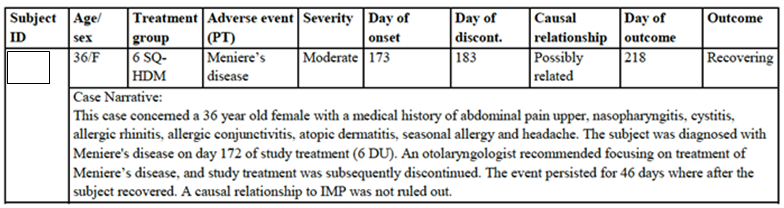 Subject ID Age/ sex Treatment group Adverse event (PT) Severity Day of onset Day of discont. Causal relationship Day of outcome Outcome
36/F 6 SQ-HDM Meniere's disease Moderate 173 183 Possibly related 218 Recovering
Case Narrative:
This case concerned a 36 year old female with a medical history of abdominal pain upper, nasopharyngitis, cystitis,
allergic rhinitis, allergic conjunctivitis, atopic dermatitis, seasonal allergy and headache. The subject was diagnosed with
Meniere's disease on day 172 of study treatment (6 DU). An otolaryngologist recommended focusing on treatment of
Meniere's disease, and study treatment was subsequently discontinued. The event persisted for 46 days where after the
subject recovered. A causal relationship to IMP was not ruled out.